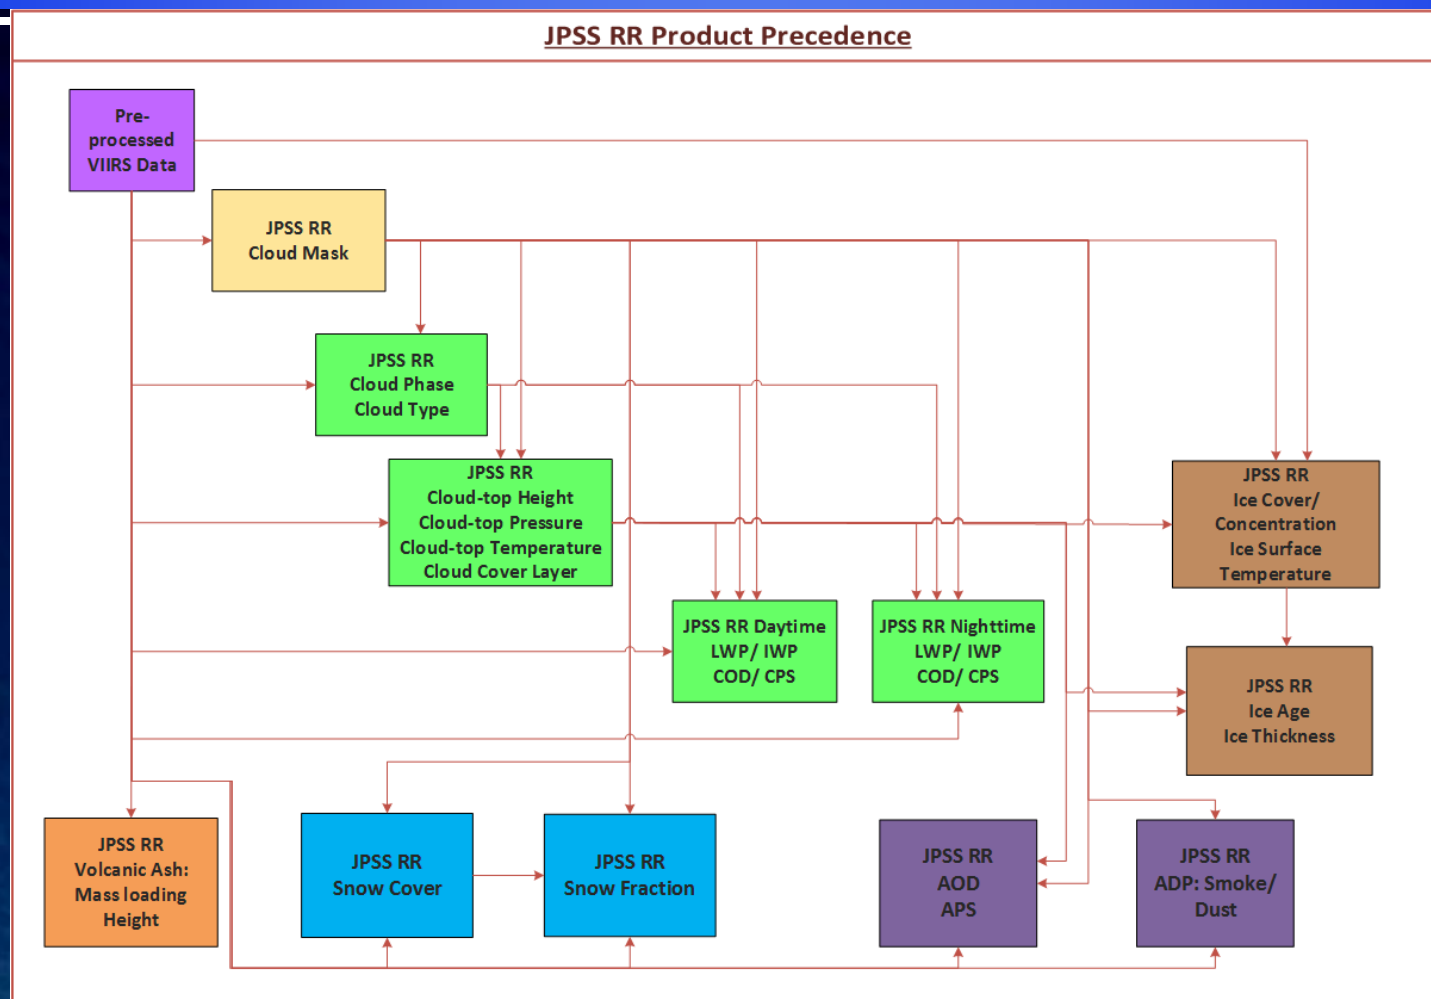 JPSS RR Product Precedence
Pre-
processed
VIIRS Data
JPSS RR
Cloud Mask
JPSS RR
Cloud Phase
Cloud Type
JPSS RR
Cloud-top Height
Cloud-top Pressure
Cloud-top Temperature
Cloud Cover Layer
JPSS RR
Ice Cover/
Concentration
Ice Surface
Temperature
JPSS RR Daytime
LWP/ IWP
COD/ CPS
JPSS RR Nighttime
LWP/ IWP
COD/ CPS
JPSS RR
Ice Age
Ice Thickness
JPSS RR
Volcanic Ash:
Mass loading
Height
JPSS RR
Snow Cover
JPSS RR
Snow Fraction
JPSS RR
AOD
APS
JPSS RR
ADP: Smoke/
Dust